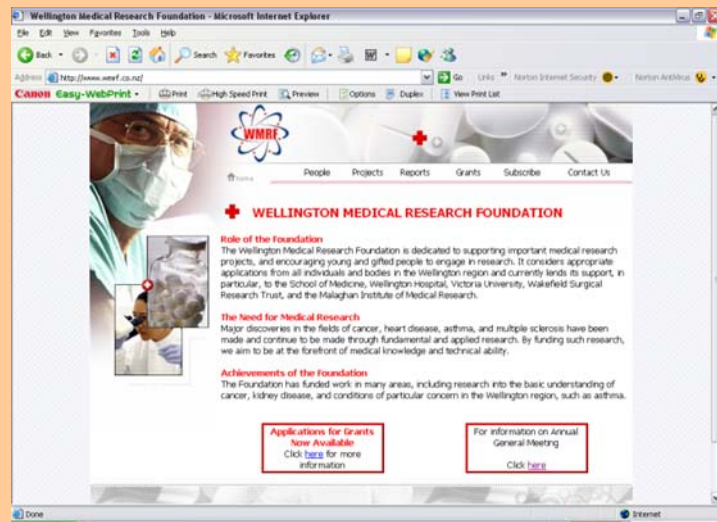 Wellington Medical Research Foundation - Microsoft Internet Explorer
File Edit View Favorites Tools Help
Back Search Favorites
Address http://www.wmrf.co.nz/ Go Links » Norton Internet Security Norton AntiVirus
Canon Easy-WebPrint Print High Speed Print Preview Options Duplex View Print List
WMRF
home People Projects Reports Grants Subscribe Contact Us
WELLINGTON MEDICAL RESEARCH FOUNDATION
Role of the Foundation
The Wellington Medical Research Foundation is dedicated to supporting important medical research
projects, and encouraging young and gifted people to engage in research. It considers appropriate
applications from all individuals and bodies in the Wellington region and currently lends its support, in
particular, to the School of Medicine, Wellington Hospital, Victoria University, Wakefield Surgical
Research Trust, and the Malaghan Institute of Medical Research.
The Need for Medical Research
Major discoveries in the fields of cancer, heart disease, asthma, and multiple sclerosis have been
made and continue to be made through fundamental and applied research. By funding such research,
we aim to be at the forefront of medical knowledge and technical ability.
Achievements of the Foundation
The Foundation has funded work in many areas, including research into the basic understanding of
cancer, kidney disease, and conditions of particular concern in the Wellington region, such as asthma.
Applications for Grants
Now Available
Click here for more
information
For information on Annual
General Meeting
Click here
Done Internet